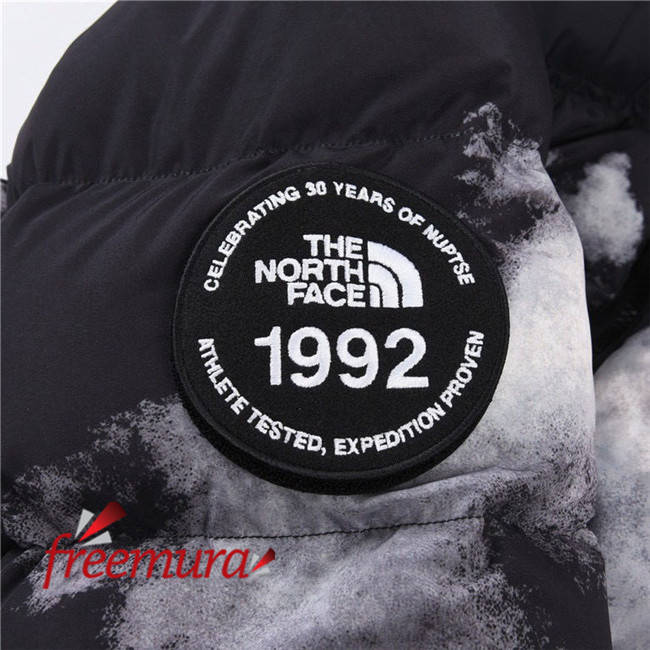 CELEBRATING 30 YEARS OF NUPTSE
THE
NORTH
FACE
1992
ATHLETE TESTED, EXPEDITION PROVEN
freemura